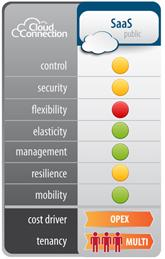 Cloud
Connection
SaaS
public
control
security
flexibility
elasticity
management
resilience
mobility
cost driver
OPEX
tenancy
MULTI